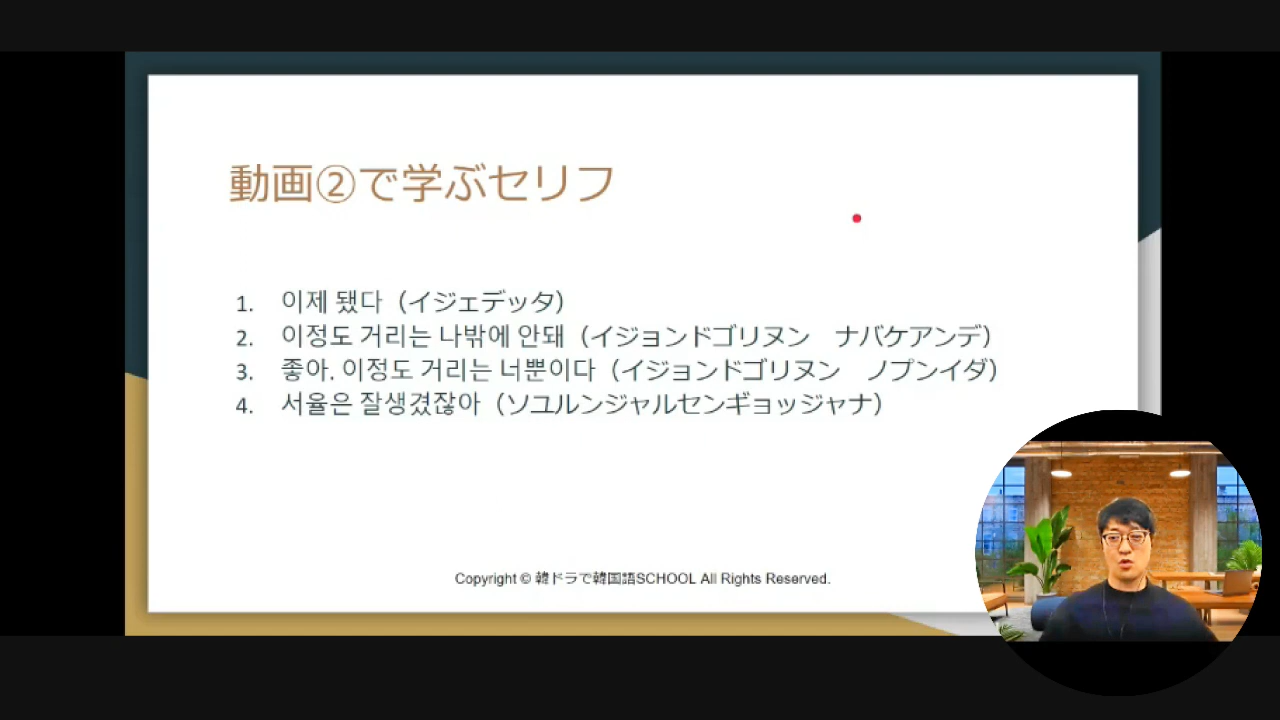 動画②で学ぶセリフ
1. 이제 됐다（イジェデッタ）
2. 이정도 거리는 나밖에 안돼（イジョンドゴリヌン　ナバケアンデ）
3. 좋아. 이정도 거리는 너뿐이다（イジョンドゴリヌン　ノプンイダ）
4. 서율은 잘생겼잖아（ソユルンジャルセンギョッジャナ）
Copyright © 韓ドラで韓国語SCHOOL All Rights Reserved.